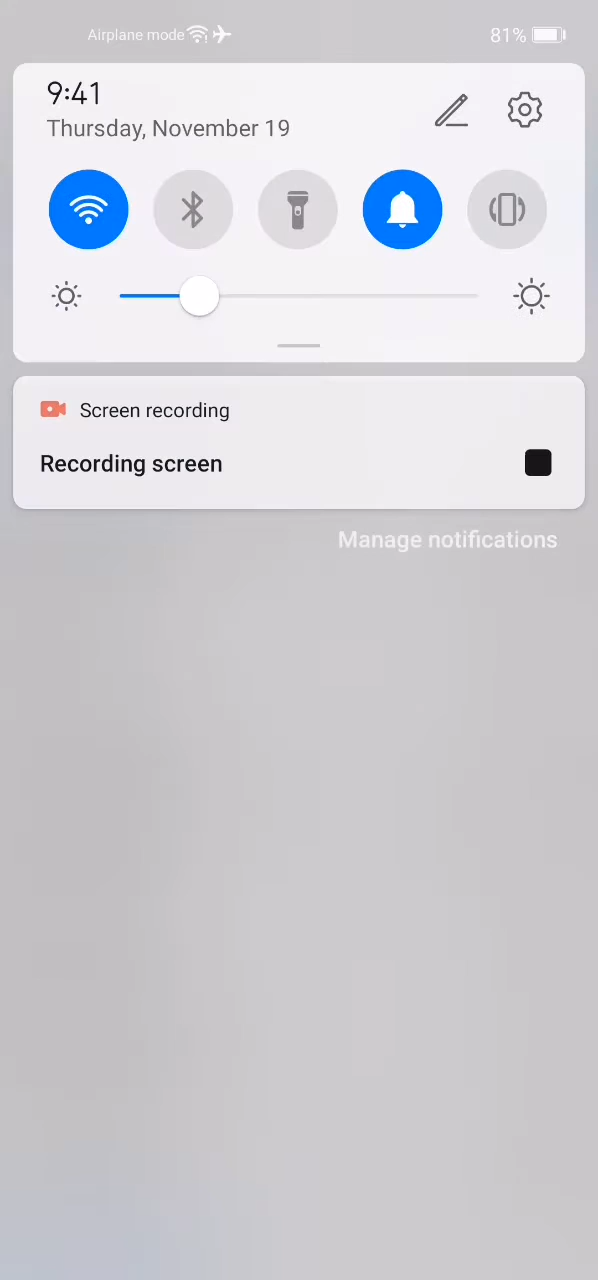 Airplane mode
81%
9:41
Thursday, November 19
Screen recording
Recording screen
Manage notifications